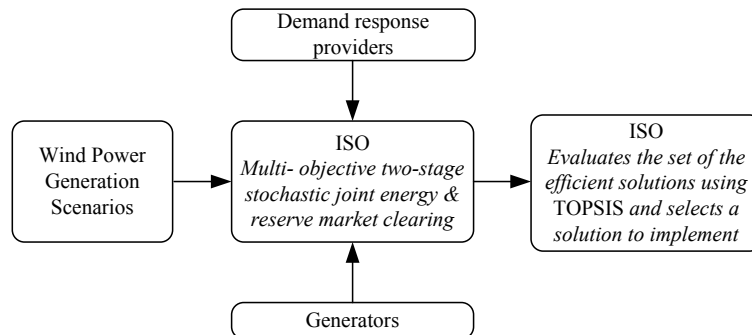 Demand response
providers
Wind Power
Generation
Scenarios
ISO
Multi- objective two-stage
stochastic joint energy &
reserve market clearing
ISO
Evaluates the set of the
efficient solutions using
TOPSIS and selects a
solution to implement
Generators